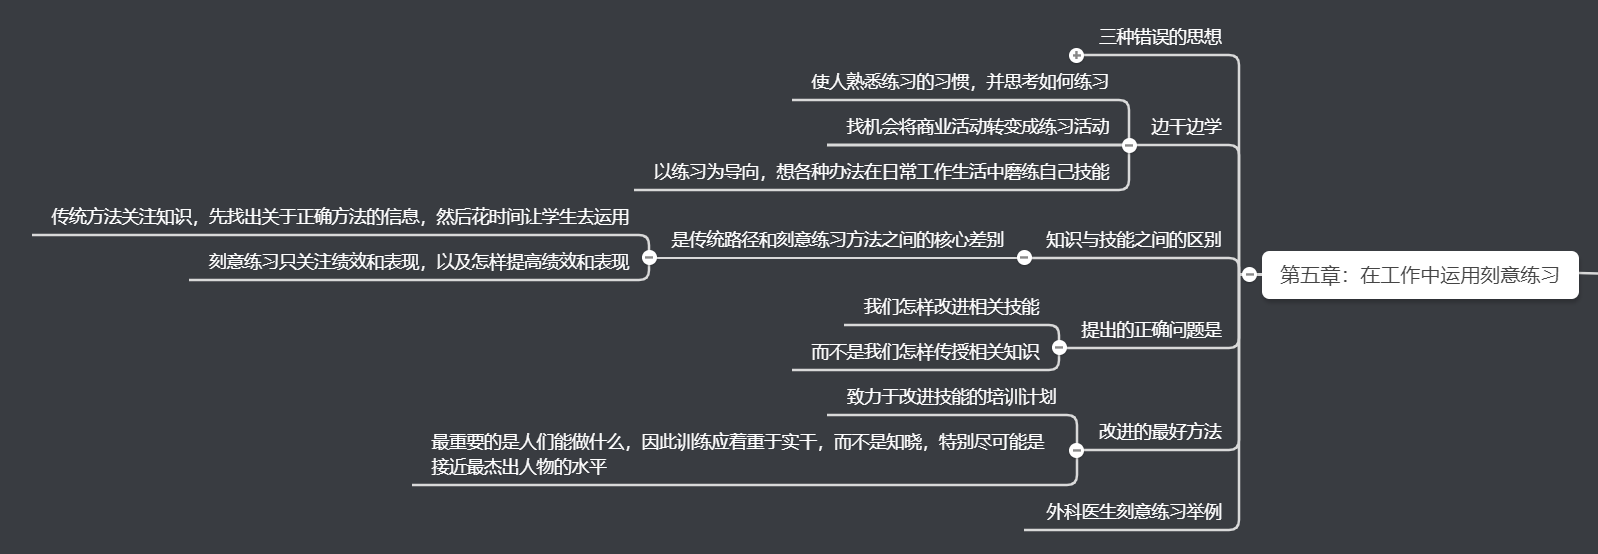 三种错误的思想
使人熟悉练习的习惯，并思考如何练习
找机会将商业活动转变成练习活动
边干边学
以练习为导向，想各种办法在日常工作生活中磨练自己技能
传统方法关注知识，先找出关于正确方法的信息，然后花时间让学生去运用
是传统路径和刻意练习方法之间的核心差别
知识与技能之间的区别
刻意练习只关注绩效和表现，以及怎样提高绩效和表现
第五章：在工作中运用刻意练习
我们怎样改进相关技能
提出的正确问题是
而不是我们怎样传授相关知识
致力于改进技能的培训计划
改进的最好方法
最重要的是人们能做什么，因此训练应着重于实干，而不是知晓，特别尽可能是
接近最杰出人物的水平
外科医生刻意练习举例